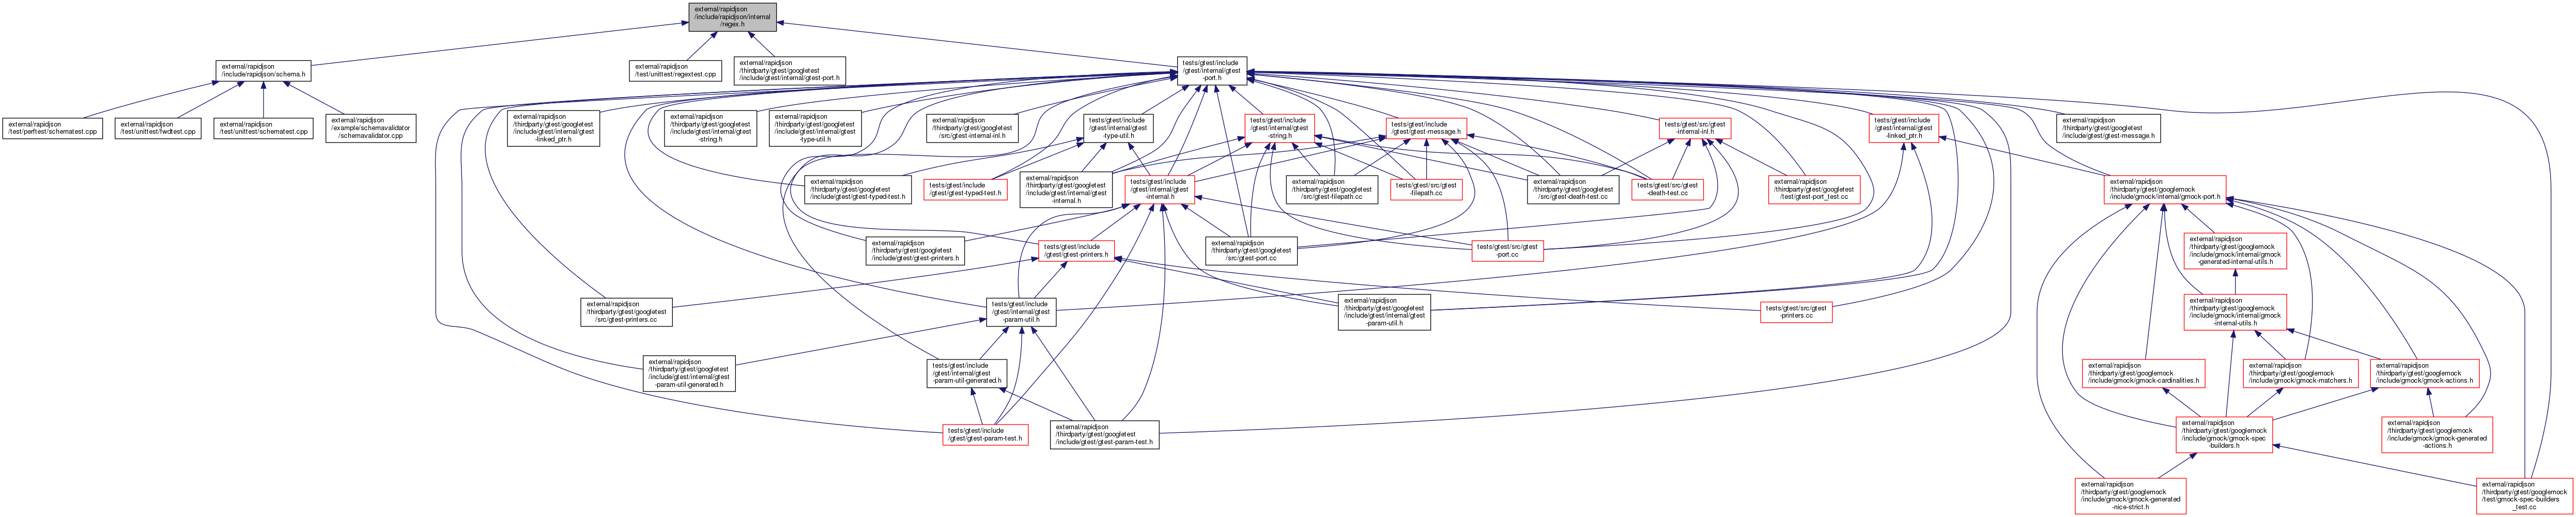 external/rapidjson
/include/rapidjson/internal
/regex.h
external/rapidjson
/include/rapidjson/schema.h
external/rapidjson
/test/unittest/regextest.cpp
external/rapidjson
/thirdparty/gtest/googletest
/include/gtest/internal/gtest-port.h
tests/gtest/include
/gtest/internal/gtest
-port.h
external/rapidjson
/test/perftest/schematest.cpp
external/rapidjson
/test/unittest/fwdtest.cpp
external/rapidjson
/test/unittest/schematest.cpp
external/rapidjson
/example/schemavalidator
/schemavalidator.cpp
external/rapidjson
/thirdparty/gtest/googletest
/include/gtest/internal/gtest
-linked_ptr.h
external/rapidjson
/thirdparty/gtest/googletest
/include/gtest/internal/gtest
-string.h
external/rapidjson
/thirdparty/gtest/googletest
/include/gtest/internal/gtest
-type-util.h
external/rapidjson
/thirdparty/gtest/googletest
/src/gtest-internal-inl.h
tests/gtest/include
/gtest/internal/gtest
-type-util.h
tests/gtest/include
/gtest/internal/gtest
-string.h
tests/gtest/include
/gtest/gtest-message.h
tests/gtest/src/gtest
-internal-inl.h
tests/gtest/include
/gtest/internal/gtest
-linked_ptr.h
external/rapidjson
/thirdparty/gtest/googletest
/include/gtest/gtest-message.h
external/rapidjson
/thirdparty/gtest/googletest
/include/gtest/gtest-typed-test.h
tests/gtest/include
/gtest/gtest-typed-test.h
external/rapidjson
/thirdparty/gtest/googletest
/include/gtest/internal/gtest
-internal.h
tests/gtest/include
/gtest/internal/gtest
-internal.h
external/rapidjson
/thirdparty/gtest/googletest
/src/gtest-filepath.cc
tests/gtest/src/gtest
-filepath.cc
external/rapidjson
/thirdparty/gtest/googletest
/src/gtest-death-test.cc
tests/gtest/src/gtest
-death-test.cc
external/rapidjson
/thirdparty/gtest/googletest
/test/gtest-port_test.cc
external/rapidjson
/thirdparty/gtest/googlemock
/include/gmock/internal/gmock-port.h
external/rapidjson
/thirdparty/gtest/googletest
/include/gtest/gtest-printers.h
tests/gtest/include
/gtest/gtest-printers.h
external/rapidjson
/thirdparty/gtest/googletest
/src/gtest-port.cc
tests/gtest/src/gtest
-port.cc
external/rapidjson
/thirdparty/gtest/googlemock
/include/gmock/internal/gmock
-generated-internal-utils.h
external/rapidjson
/thirdparty/gtest/googletest
/src/gtest-printers.cc
tests/gtest/include
/gtest/internal/gtest
-param-util.h
external/rapidjson
/thirdparty/gtest/googletest
/include/gtest/internal/gtest
-param-util.h
tests/gtest/src/gtest
-printers.cc
external/rapidjson
/thirdparty/gtest/googlemock
/include/gmock/internal/gmock
-internal-utils.h
external/rapidjson
/thirdparty/gtest/googletest
/include/gtest/internal/gtest
-param-util-generated.h
tests/gtest/include
/gtest/internal/gtest
-param-util-generated.h
external/rapidjson
/thirdparty/gtest/googlemock
/include/gmock/gmock-cardinalities.h
external/rapidjson
/thirdparty/gtest/googlemock
/include/gmock/gmock-matchers.h
external/rapidjson
/thirdparty/gtest/googlemock
/include/gmock/gmock-actions.h
tests/gtest/include
/gtest/gtest-param-test.h
external/rapidjson
/thirdparty/gtest/googletest
/include/gtest/gtest-param-test.h
external/rapidjson
/thirdparty/gtest/googlemock
/include/gmock/gmock-spec
-builders.h
external/rapidjson
/thirdparty/gtest/googlemock
/include/gmock/gmock-generated
-actions.h
external/rapidjson
/thirdparty/gtest/googlemock
/include/gmock/gmock-generated
-nice-strict.h
external/rapidjson
/thirdparty/gtest/googlemock
/test/gmock-spec-builders
_test.cc